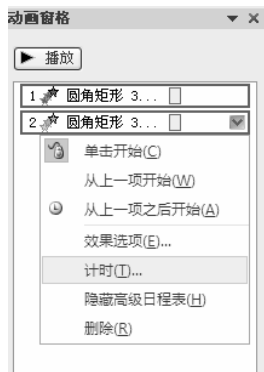 动画窗格
播放
1 圆角矩形 3...
2 圆角矩形 3...
单击开始(C)
从上一项开始(W)
从上一项之后开始(A)
效果选项(E)...
计时(T)...
隐藏高级日程表(H)
删除(R)